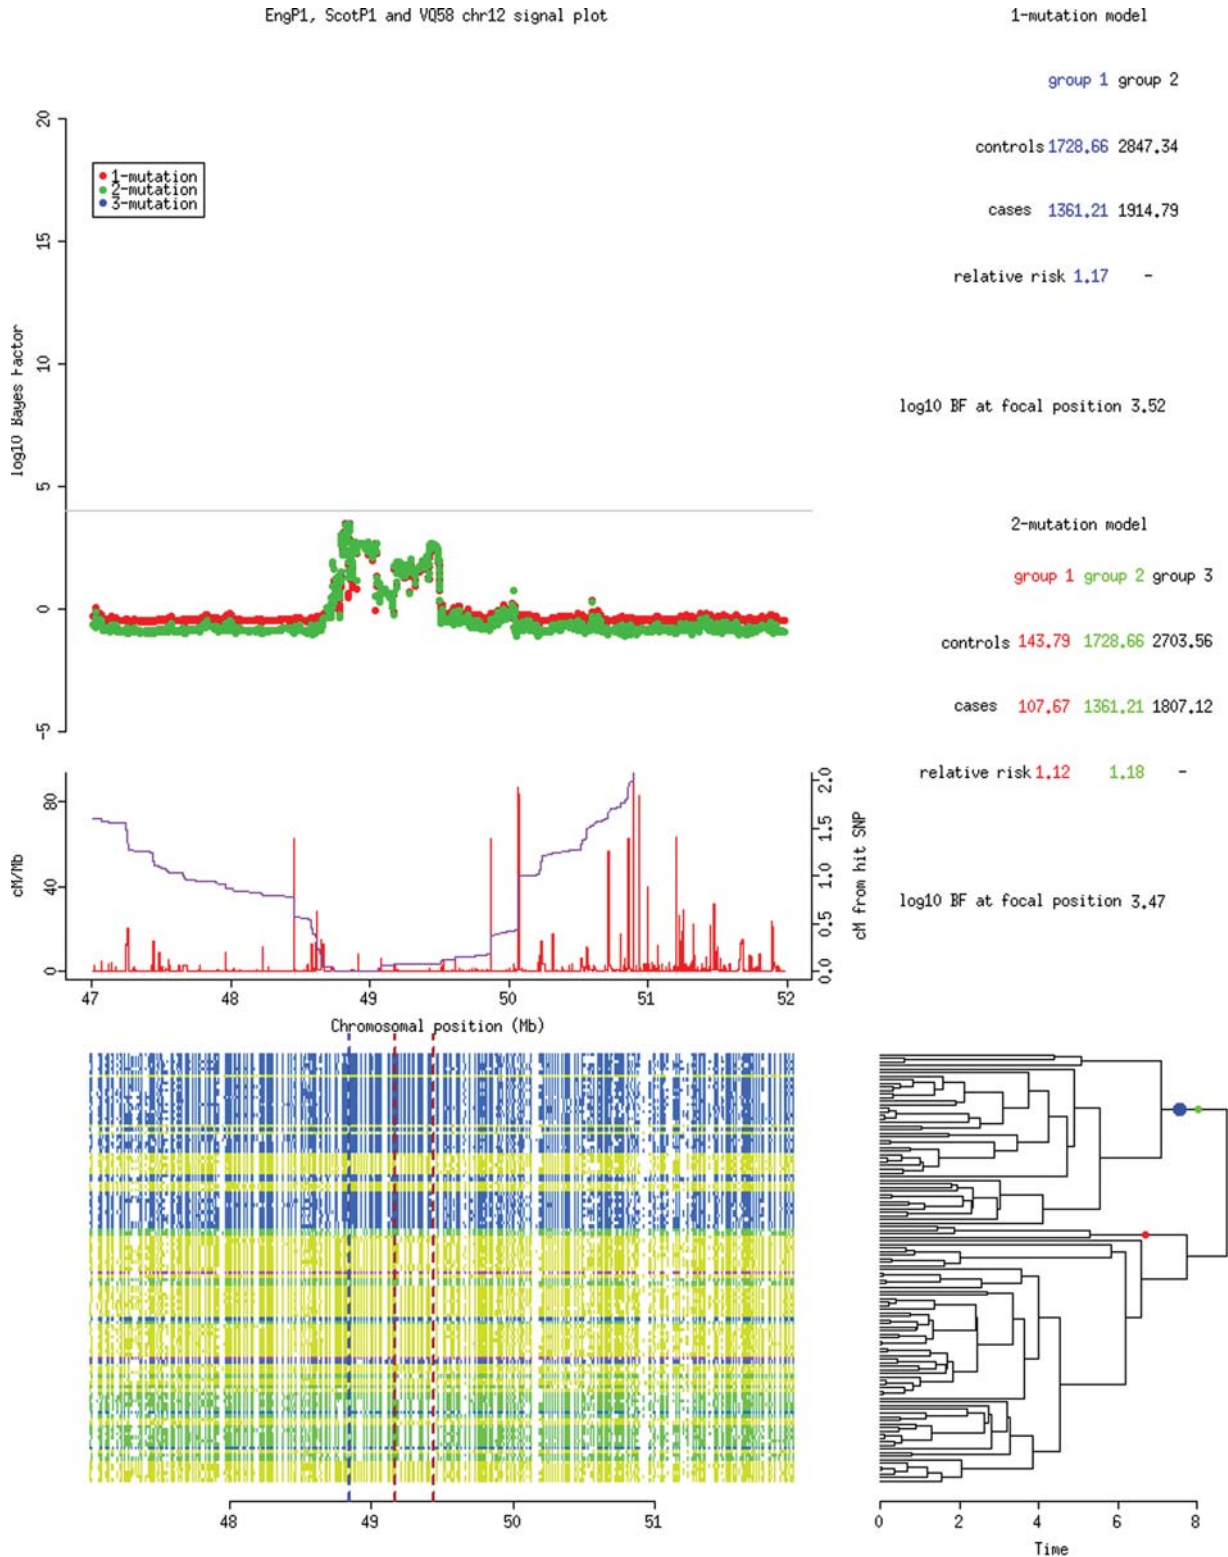 EngP1, ScotP1 and VQ58 chr12 signal plot
20
15
10
5
0
-5
log10 Bayes Factor
1-mutation
2-mutation
3-mutation
80
40
0
cM/Mb
2.0
1.5
1.0
0.5
0.0
cM from hit SNP
47 48 49 50 51 52
Chromosomal position (Mb)
48 49 50 51
1-mutation model
group 1 group 2
controls 1728.66 2847.34
cases 1361.21 1914.79
relative risk 1.17 -
log10 BF at focal position 3.52
2-mutation model
group 1 group 2 group 3
controls 143.79 1728.66 2703.56
cases 107.67 1361.21 1807.12
relative risk 1.12 1.18 -
log10 BF at focal position 3.47
0 2 4 6 8
Time